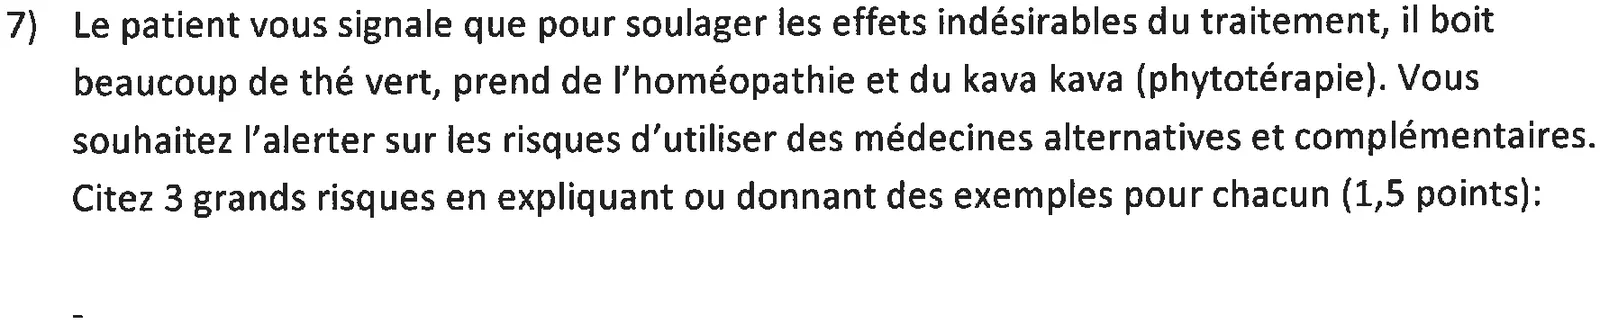 7) Le patient vous signale que pour soulager les effets indésirables du traitement, il boit
beaucoup de thé vert, prend de l'homéopathie et du kava kava (phytotérapie). Vous
souhaitez l'alerter sur les risques d'utiliser des médecines alternatives et complémentaires.
Citez 3 grands risques en expliquant ou donnant des exemples pour chacun (1,5 points):
-